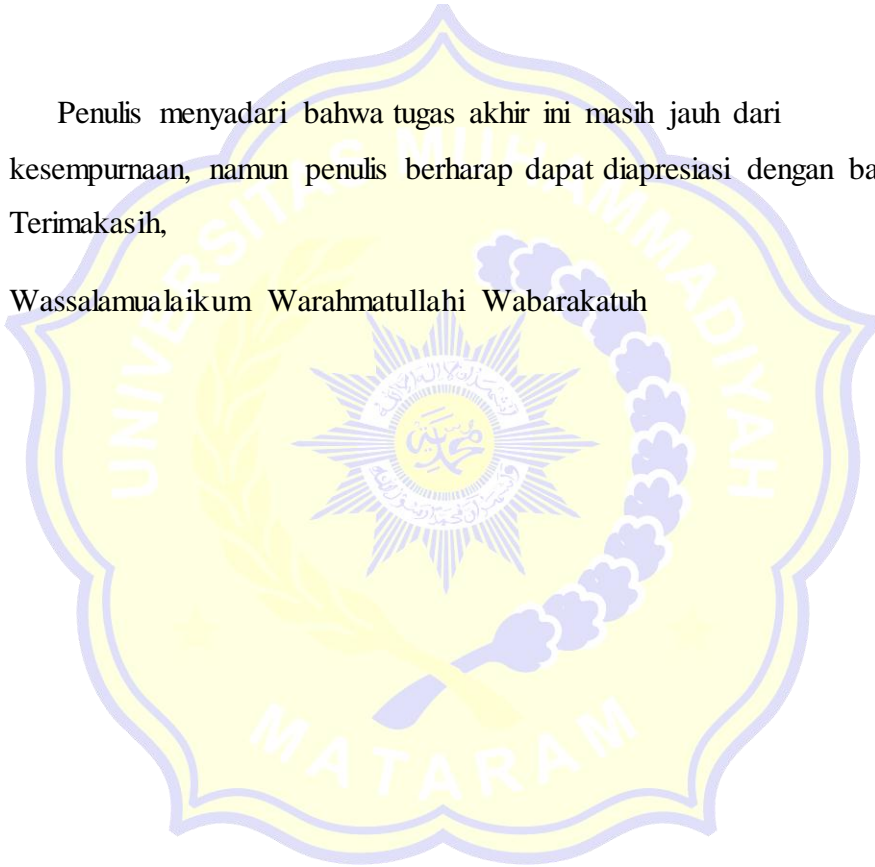 Penulis menyadari bahwa tugas akhir ini masih jauh dari
kesempurnaan, namun penulis berharap dapat diapresiasi dengan
Terimakasih,
Wassalamualaikum Warahmatullahi Wabarakatuh
UNIVERSITAS MUHAMMADIYAH
MATARAM